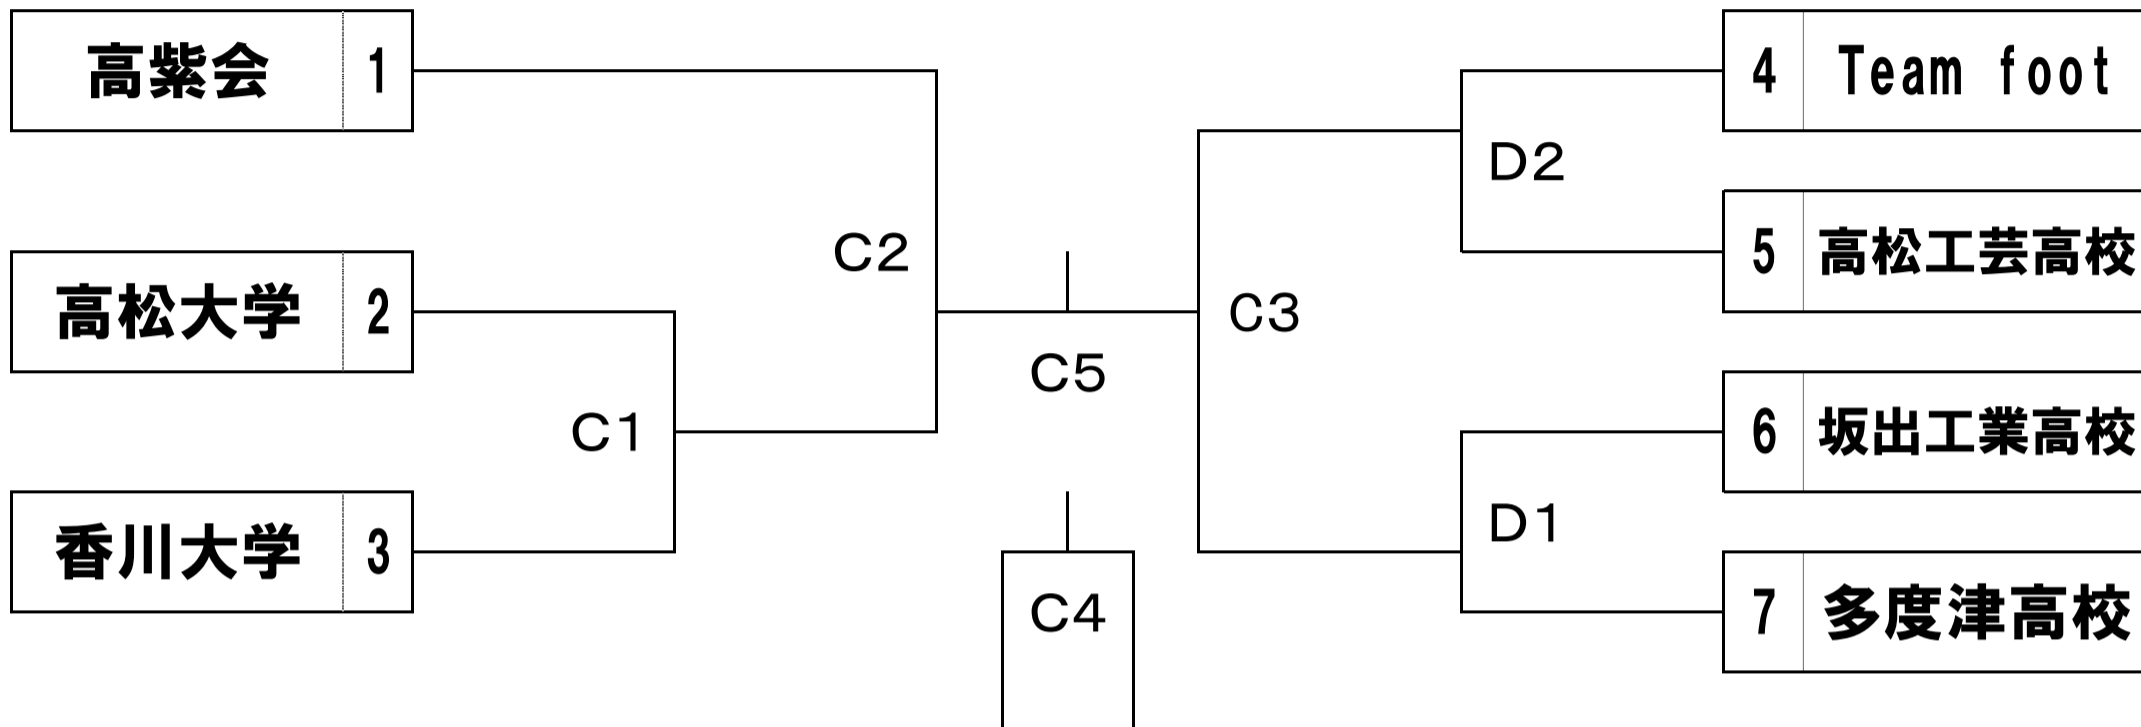 高紫会 1
高松大学 2
香川大学 3
C1
C2
C5
C4
C3
D2
D1
4 Team foot
5 高松工芸高校
6 坂出工業高校
7 多度津高校